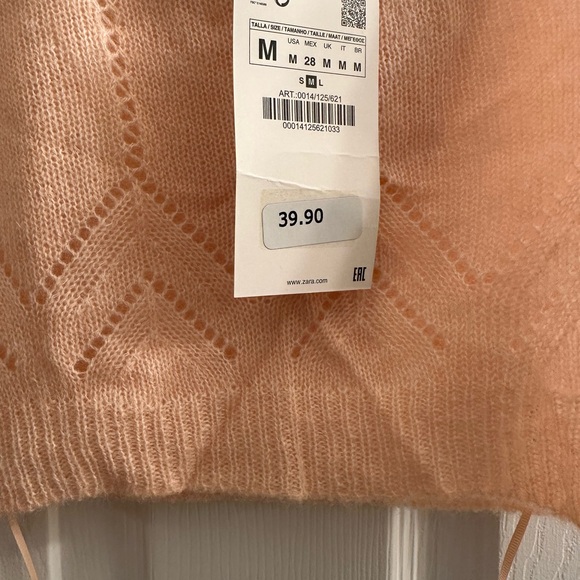 TALLA / SIZE / TAMANHO / TAILLE / MAAT / MEГЕӨОЕ
M
USA MEX UK IT BR
M 28 M M M
S M L
ART.:0014/125/621
00014125621033
39.90
www.zara.com
EAC